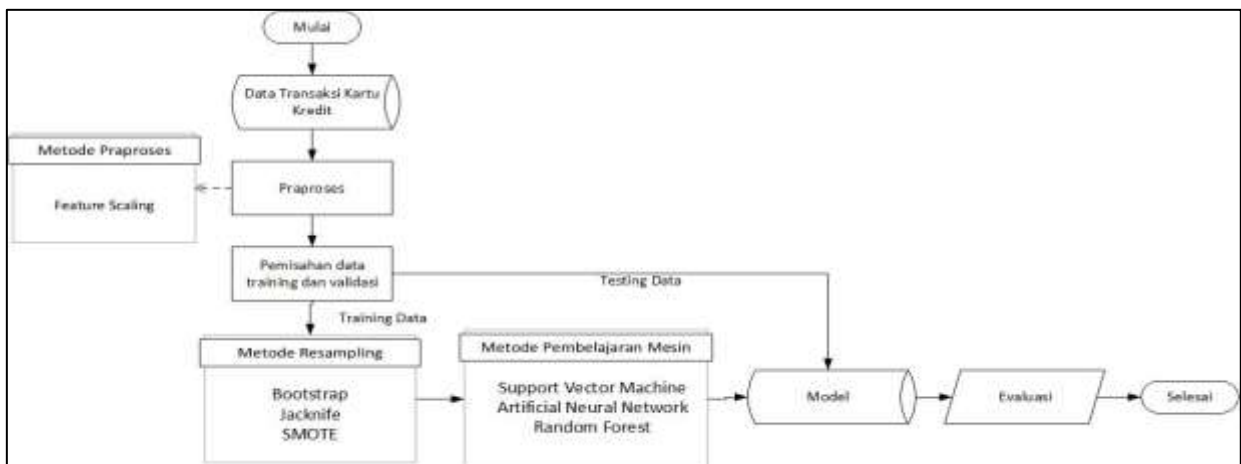 Mulai
Data Transaksi Kartu
Kredit
Metode Praproses
Feature Scaling
Praproses
Pemisahan data
training dan validasi
Testing Data
Training Data
Metode Resampling
Bootstrap
Jacknife
SMOTE
Metode Pembelajaran Mesin
Support Vector Machine
Artificial Neural Network
Random Forest
Model
Evaluasi
Selesai